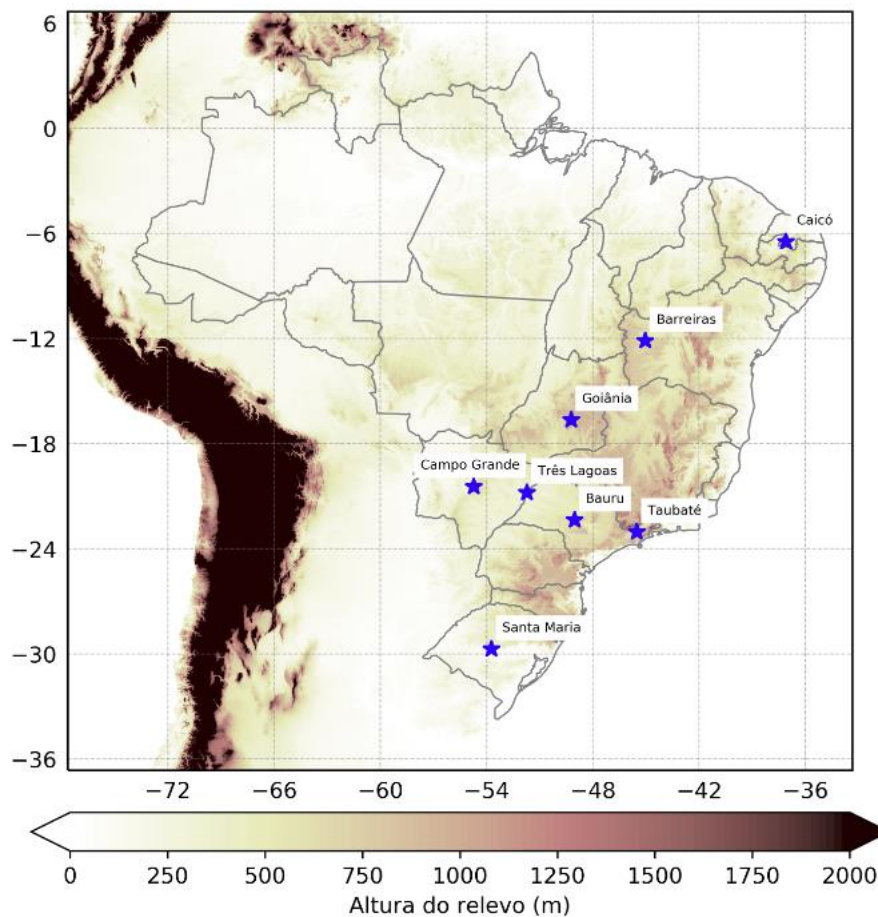 6
0
−6
−12
−18
−24
−30
−36
Caicó
Barreiras
Goiânia
Campo Grande
Três Lagoas
Bauru
Taubaté
Santa Maria
−72 −66 −60 −54 −48 −42 −36
0 250 500 750 1000 1250 1500 1750 2000
Altura do relevo (m)